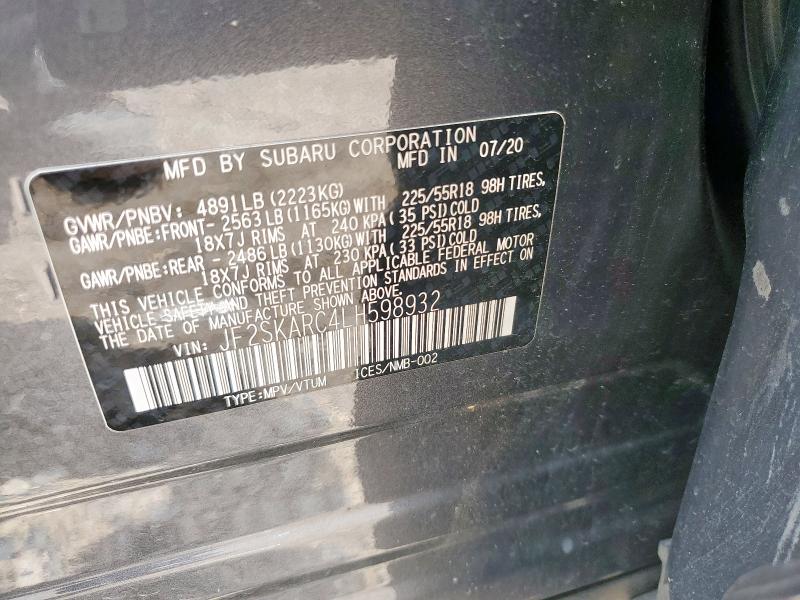 MFD BY SUBARU CORPORATION
MFD IN 07/20
GVWR/PNBV: 4891LB (2223KG)
GAWR/PNBE:FRONT- 2563LB (1165KG)WITH 225/55R18 98H TIRES,
18X7J RIMS AT 240 KPA(35 PSI)COLD
GAWR/PNBE:REAR - 2486LB (1130KG)WITH 225/55R18 98H TIRES,
18X7J RIMS AT 230 KPA(33 PSI)COLD
THIS VEHICLE CONFORMS TO ALL APPLICABLE FEDERAL MOTOR
VEHICLE SAFETY AND THEFT PREVENTION STANDARDS IN EFFECT ON
THE DATE OF MANUFACTURE SHOWN ABOVE.
VIN: JF2SKARC4LH598932
TYPE:MPV/VTUM ICES/NMB-002